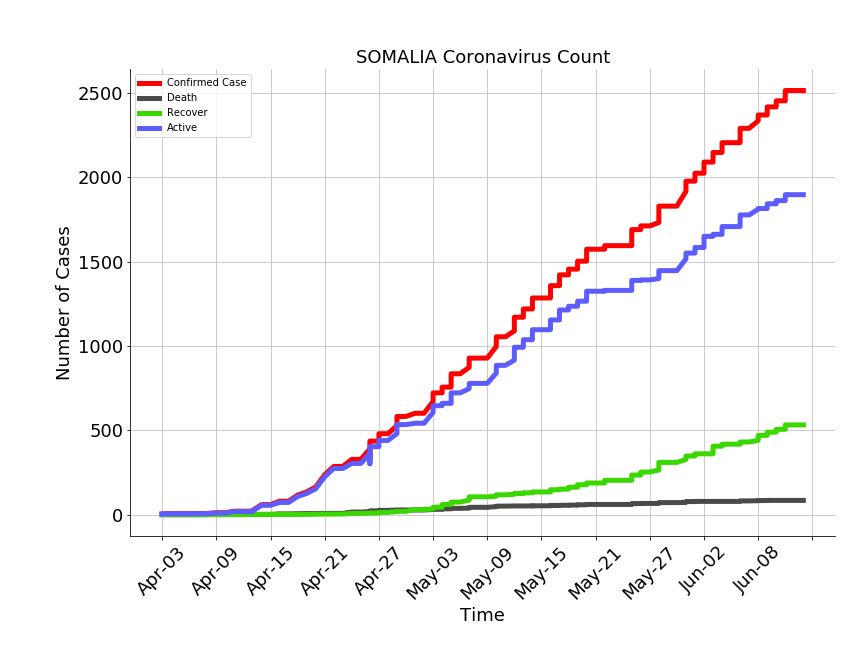 SOMALIA Coronavirus Count
Confirmed Case
Death
Recover
Active
Number of Cases
2500
2000
1500
1000
500
0
Apr-03
Apr-09
Apr-15
Apr-21
Apr-27
May-03
May-09
May-15
May-21
May-27
Jun-02
Jun-08
Time